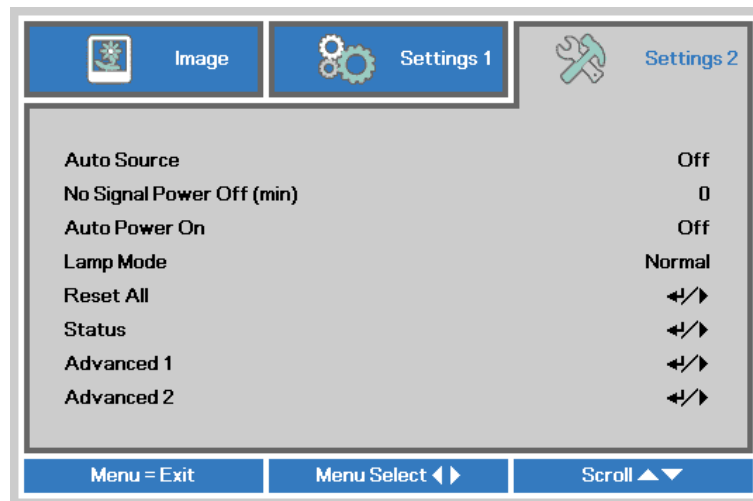 Image Settings 1 Settings 2
Auto Source Off
No Signal Power Off (min) 0
Auto Power On Off
Lamp Mode Normal
Reset All ↵/▶
Status ↵/▶
Advanced 1 ↵/▶
Advanced 2 ↵/▶
Menu = Exit Menu Select ◀▶ Scroll ▲▼